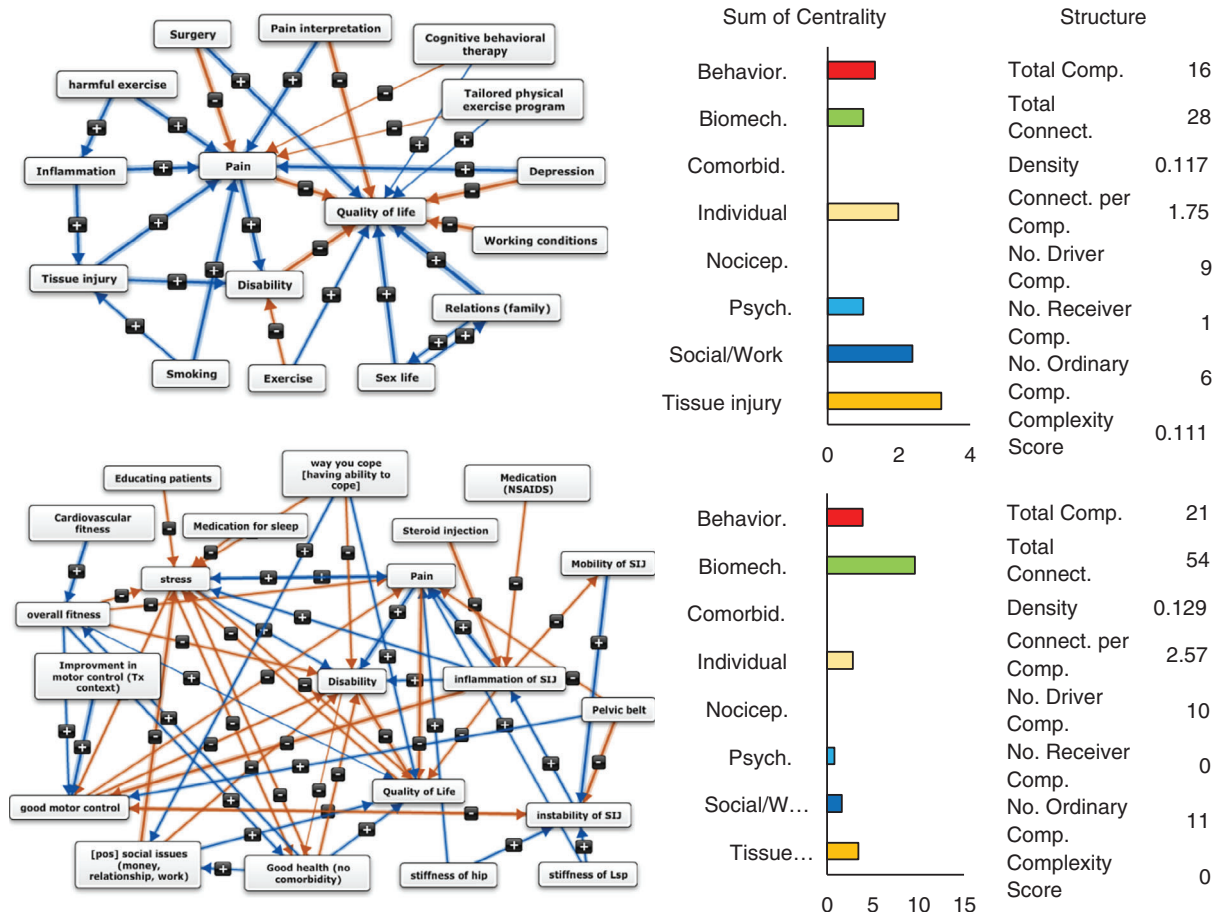 Surgery
Pain interpretation
Cognitive behavioral
therapy
harmful exercise
Tailored physical
exercise program
Inflammation
Pain
Depression
Quality of life
Working conditions
Tissue injury
Disability
Relations (family)
Smoking
Exercise
Sex life
Sum of Centrality
Behavior.
Biomech.
Comorbid.
Individual
Nocicep.
Psych.
Social/Work
Tissue injury
0 2 4
Structure
Total Comp. 16
Total
Connect. 28
Density 0.117
Connect. per
Comp. 1.75
No. Driver
Comp. 9
No. Receiver
Comp. 1
No. Ordinary
Comp. 6
Complexity
Score 0.111
Educating patients
way you cope
[having ability to
cope]
Medication
(NSAIDS)
Cardiovascular
fitness
Medication for sleep
Steroid injection
Mobility of SIJ
stress
Pain
overall fitness
Improvment in
motor control (Tx
context)
Disability
inflammation of SIJ
Pelvic belt
good motor control
Quality of Life
instability of SIJ
[pos] social issues
(money,
relationship, work)
Good health (no
comorbidity)
stiffness of hip
stiffness of Lsp
Behavior.
Biomech.
Comorbid.
Individual
Nocicep.
Psych.
Social/W...
Tissue...
0 5 10 15
Total Comp. 21
Total
Connect. 54
Density 0.129
Connect. per
Comp. 2.57
No. Driver
Comp. 10
No. Receiver
Comp. 0
No. Ordinary
Comp. 11
Complexity
Score 0